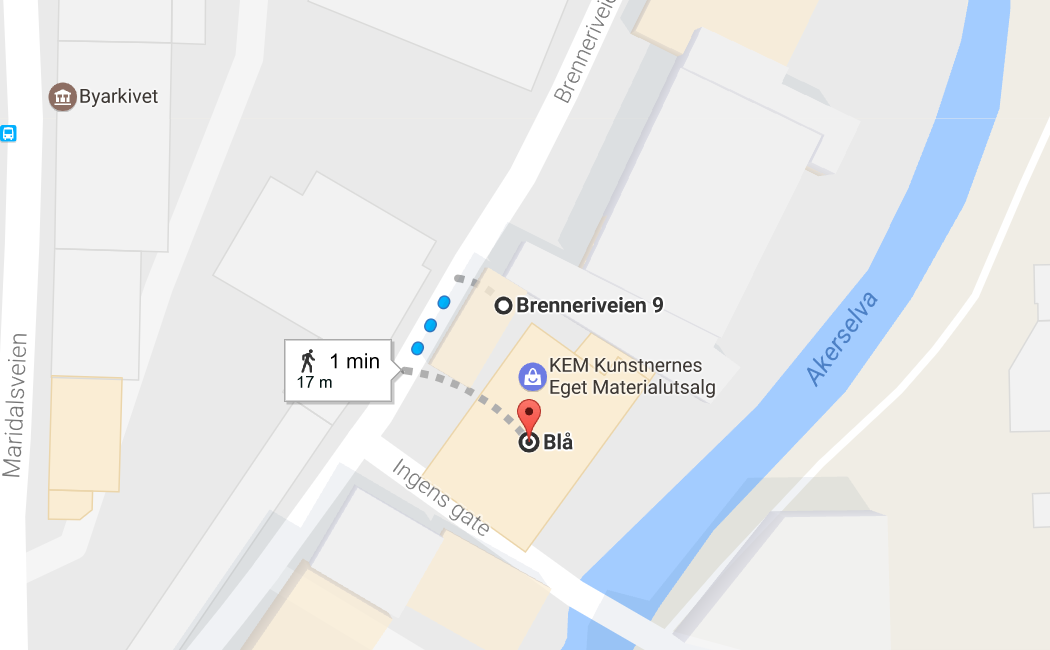 Brenneriveien
Byarkivet
Brenneriveien 9
Maridalsveien
1 min
17 m
KEM Kunstnernes
Eget Materialutsalg
Akerselva
Blå
Ingens gate